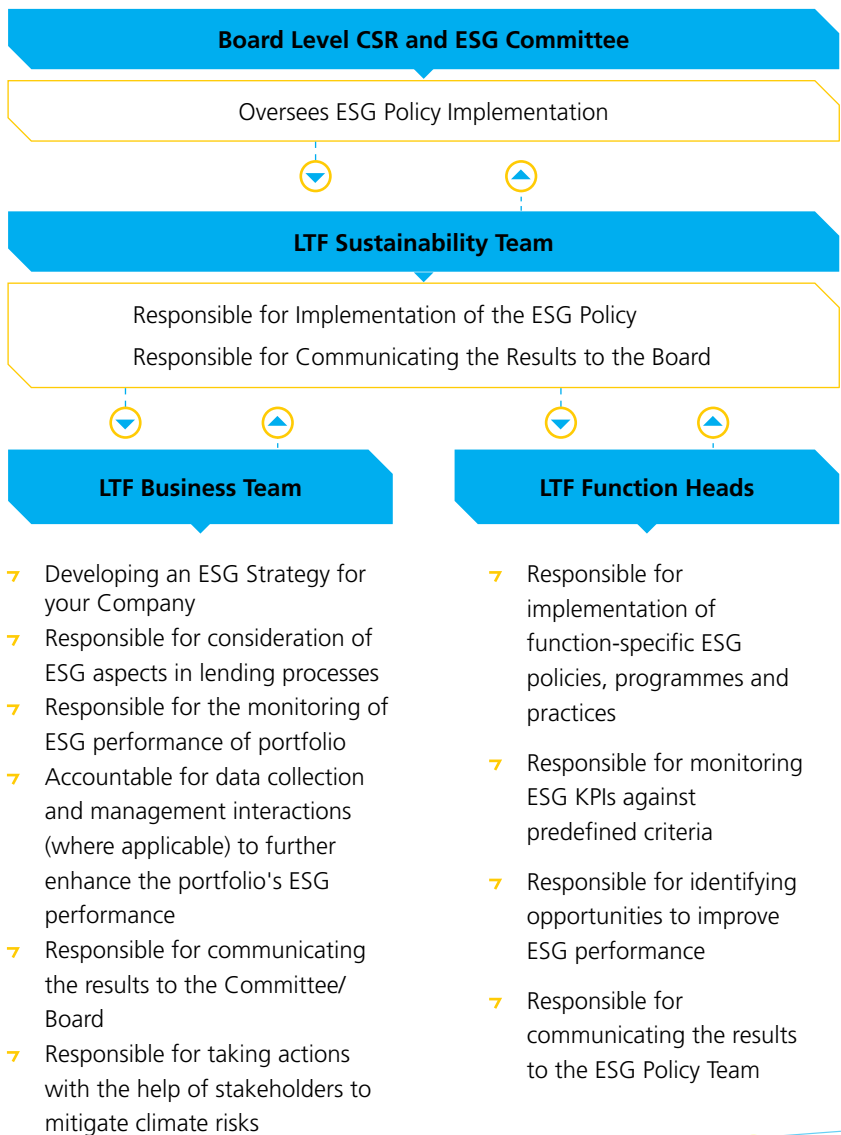 Board Level CSR and ESG Committee
Oversees ESG Policy Implementation
LTF Sustainability Team
Responsible for Implementation of the ESG Policy
Responsible for Communicating the Results to the Board
LTF Business Team
Developing an ESG Strategy for
your Company
Responsible for consideration of
ESG aspects in lending processes
Responsible for the monitoring of
ESG performance of portfolio
Accountable for data collection
and management interactions
(where applicable) to further
enhance the portfolio's ESG
performance
Responsible for communicating
the results to the Committee/
Board
Responsible for taking actions
with the help of stakeholders to
mitigate climate risks
LTF Function Heads
Responsible for
implementation of
function-specific ESG
policies, programmes and
practices
Responsible for monitoring
ESG KPIs against
predefined criteria
Responsible for identifying
opportunities to improve
ESG performance
Responsible for
communicating the results
to the ESG Policy Team